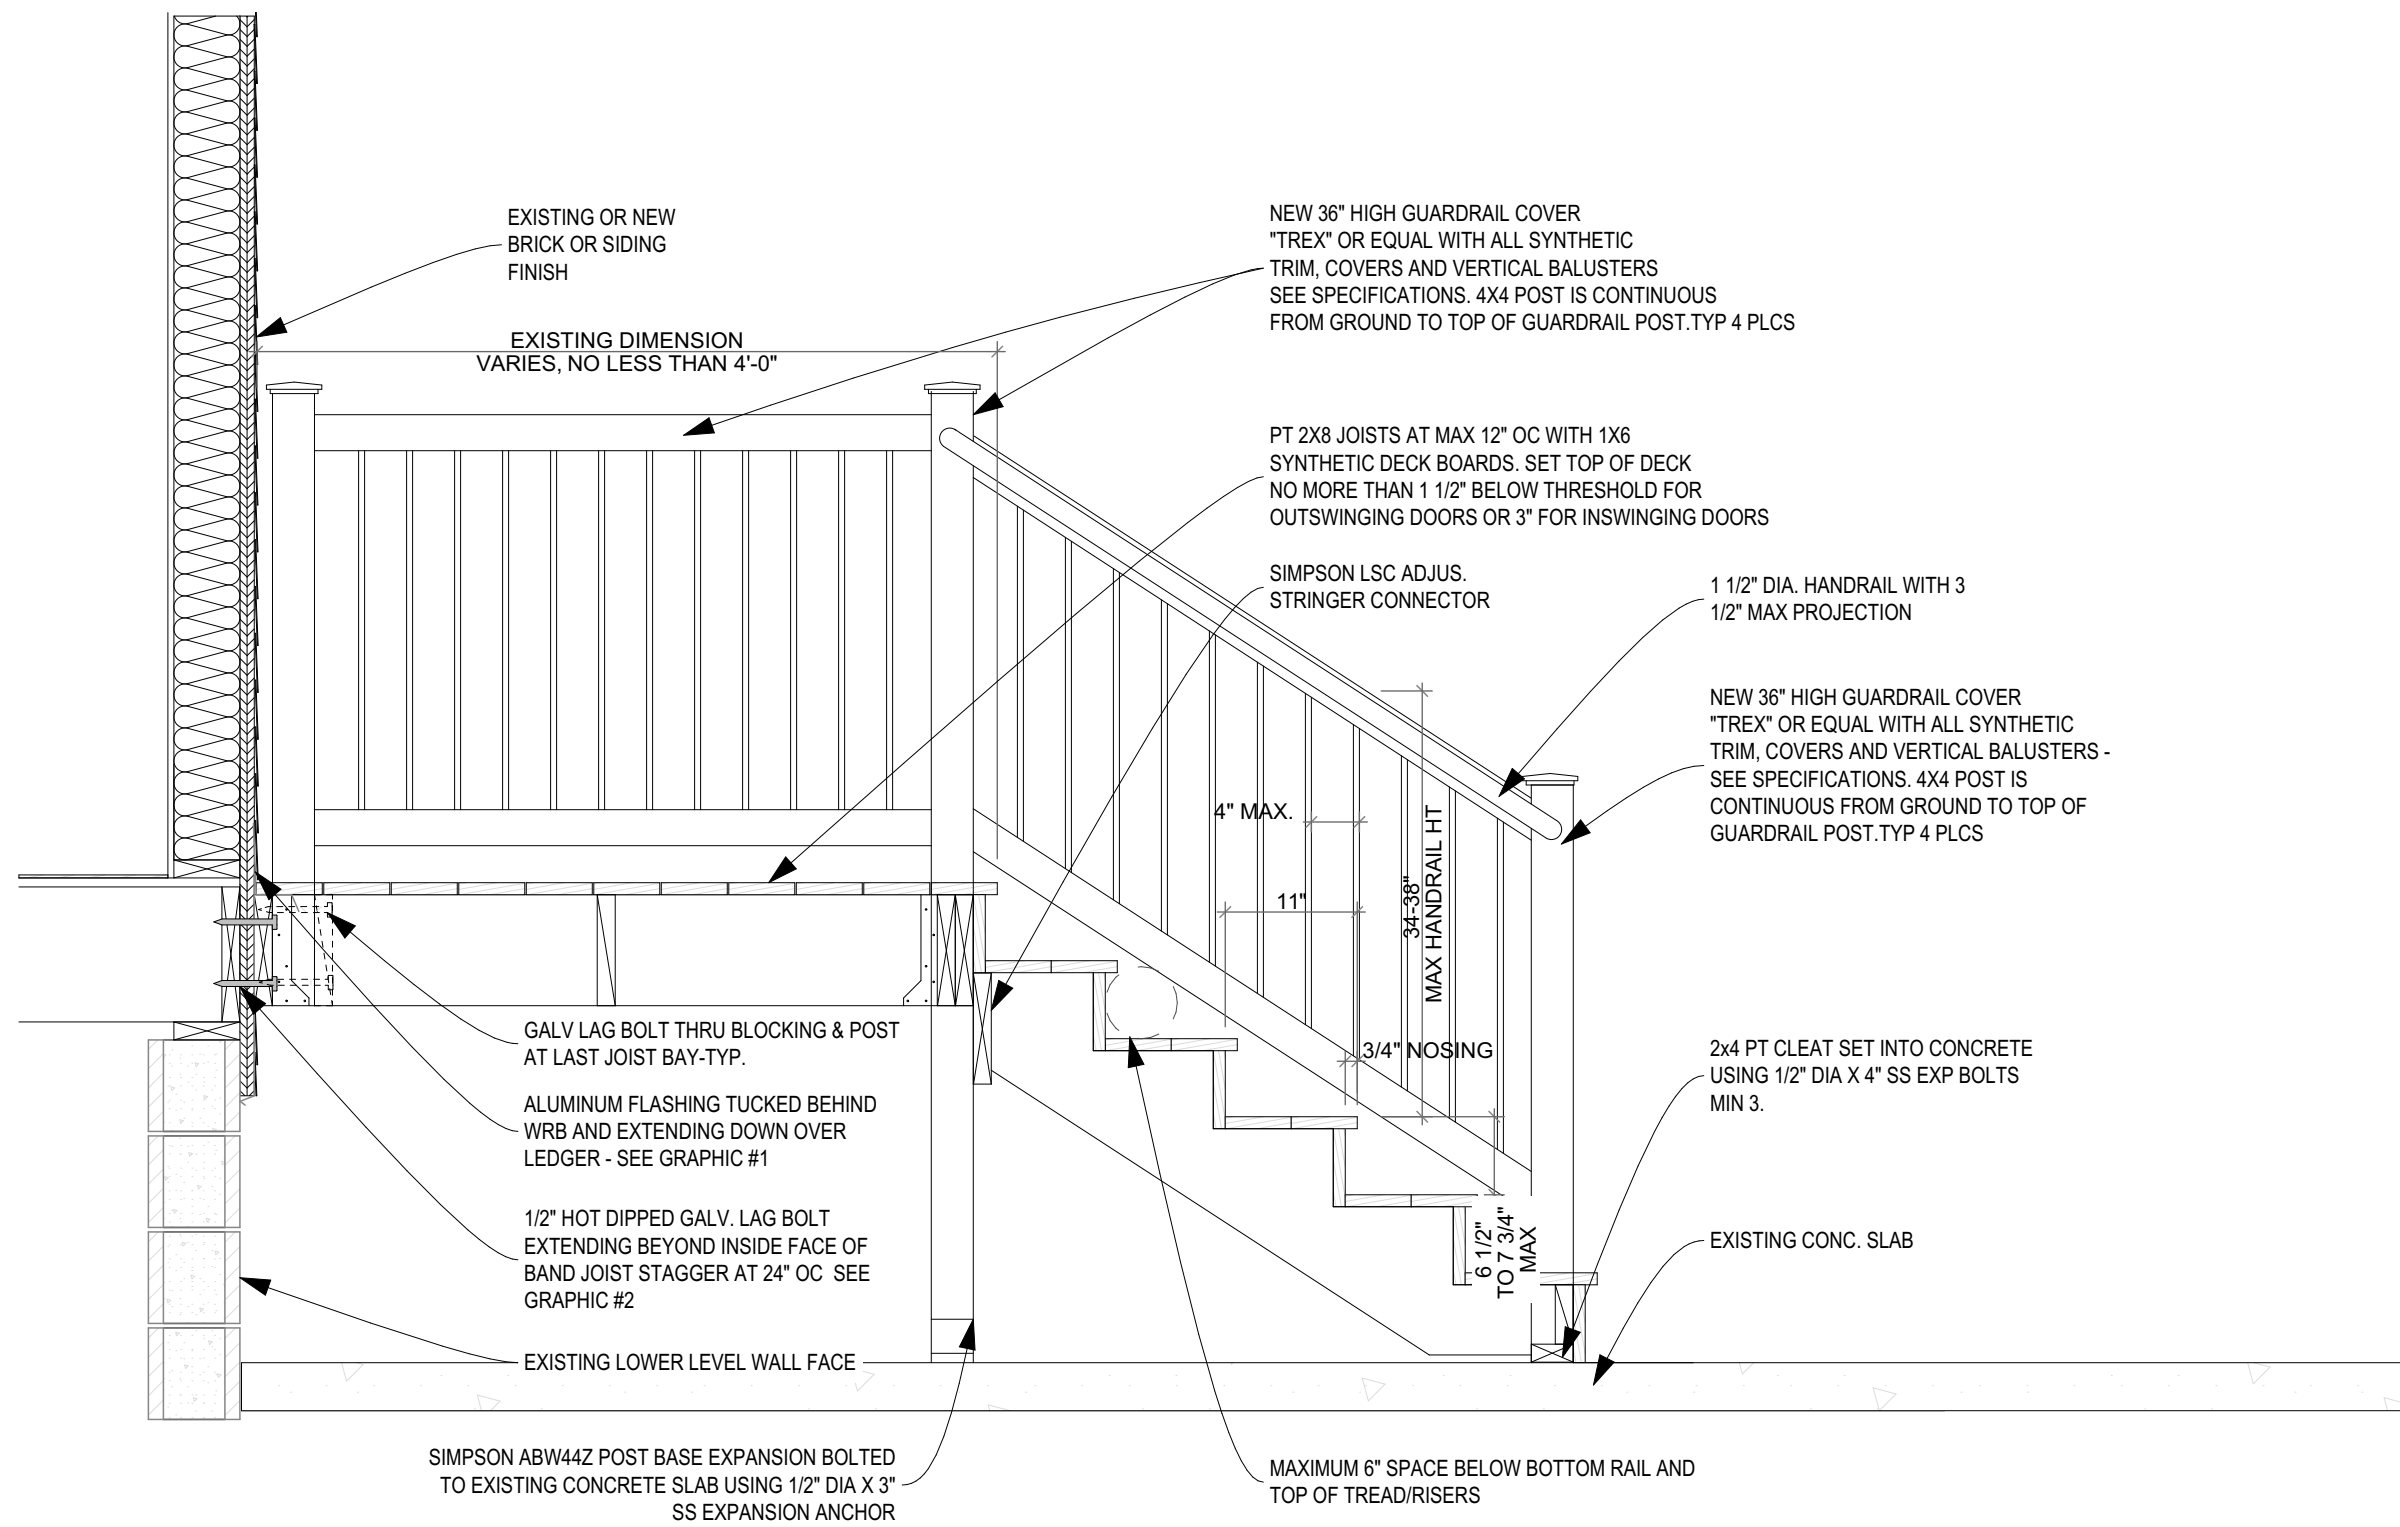 EXISTING OR NEW
BRICK OR SIDING
FINISH
EXISTING DIMENSION
VARIES, NO LESS THAN 4'-0"
NEW 36" HIGH GUARDRAIL COVER
"TREX" OR EQUAL WITH ALL SYNTHETIC
TRIM, COVERS AND VERTICAL BALUSTERS
SEE SPECIFICATIONS. 4X4 POST IS CONTINUOUS
FROM GROUND TO TOP OF GUARDRAIL POST.TYP 4 PLCS
PT 2X8 JOISTS AT MAX 12" OC WITH 1X6
SYNTHETIC DECK BOARDS. SET TOP OF DECK
NO MORE THAN 1 1/2" BELOW THRESHOLD FOR
OUTSWINGING DOORS OR 3" FOR INSWINGING DOORS
SIMPSON LSC ADJUS.
STRINGER CONNECTOR
1 1/2" DIA. HANDRAIL WITH 3
1/2" MAX PROJECTION
NEW 36" HIGH GUARDRAIL COVER
"TREX" OR EQUAL WITH ALL SYNTHETIC
TRIM, COVERS AND VERTICAL BALUSTERS -
SEE SPECIFICATIONS. 4X4 POST IS
CONTINUOUS FROM GROUND TO TOP OF
GUARDRAIL POST.TYP 4 PLCS
4" MAX.
11"
34-38"
MAX HANDRAIL HT
3/4" NOSING
6 1/2"
TO 7 3/4"
MAX
GALV LAG BOLT THRU BLOCKING & POST
AT LAST JOIST BAY-TYP.
ALUMINUM FLASHING TUCKED BEHIND
WRB AND EXTENDING DOWN OVER
LEDGER - SEE GRAPHIC #1
1/2" HOT DIPPED GALV. LAG BOLT
EXTENDING BEYOND INSIDE FACE OF
BAND JOIST STAGGER AT 24" OC  SEE
GRAPHIC #2
EXISTING LOWER LEVEL WALL FACE
2x4 PT CLEAT SET INTO CONCRETE
USING 1/2" DIA X 4" SS EXP BOLTS
MIN 3.
EXISTING CONC. SLAB
SIMPSON ABW44Z POST BASE EXPANSION BOLTED
TO EXISTING CONCRETE SLAB USING 1/2" DIA X 3"
SS EXPANSION ANCHOR
MAXIMUM 6" SPACE BELOW BOTTOM RAIL AND
TOP OF TREAD/RISERS